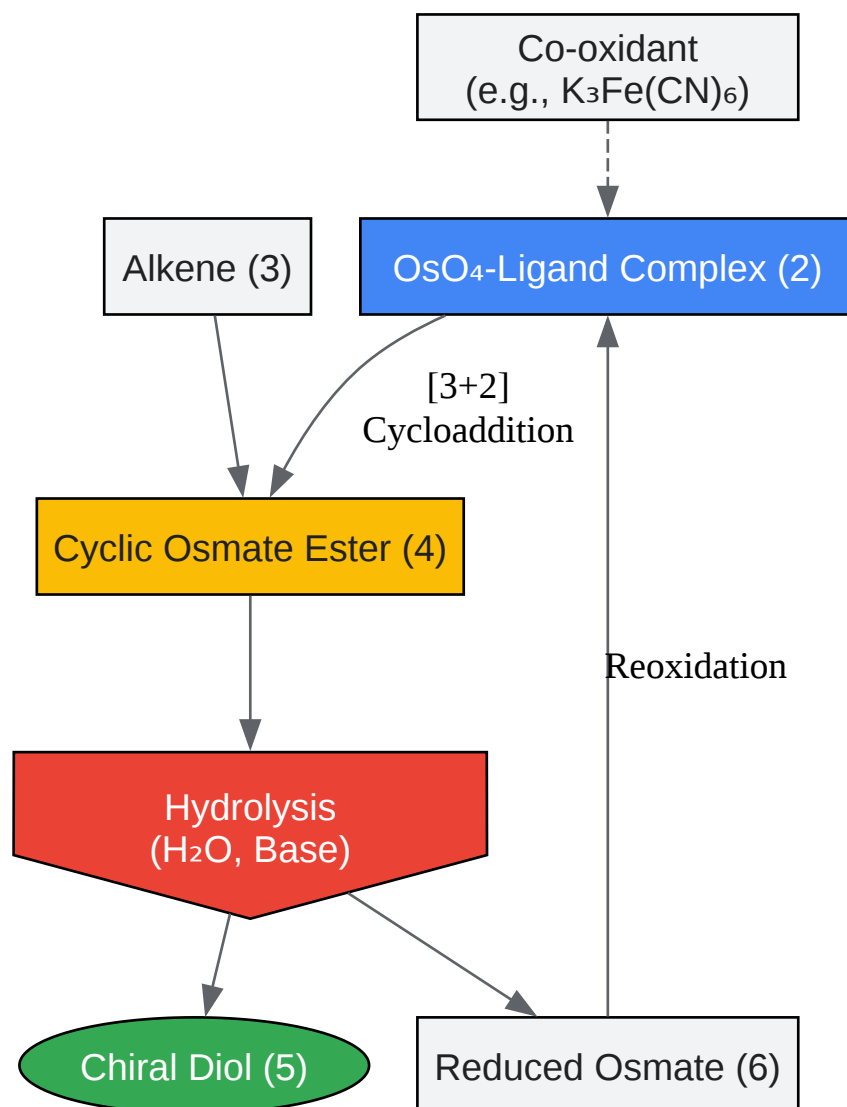 Co-oxidant
(e.g., K₃Fe(CN)₆)
Alkene (3)
OsO₄-Ligand Complex (2)
[3+2]
Cycloaddition
Cyclic Osmate Ester (4)
Reoxidation
Hydrolysis
(H₂O, Base)
Chiral Diol (5)
Reduced Osmate (6)